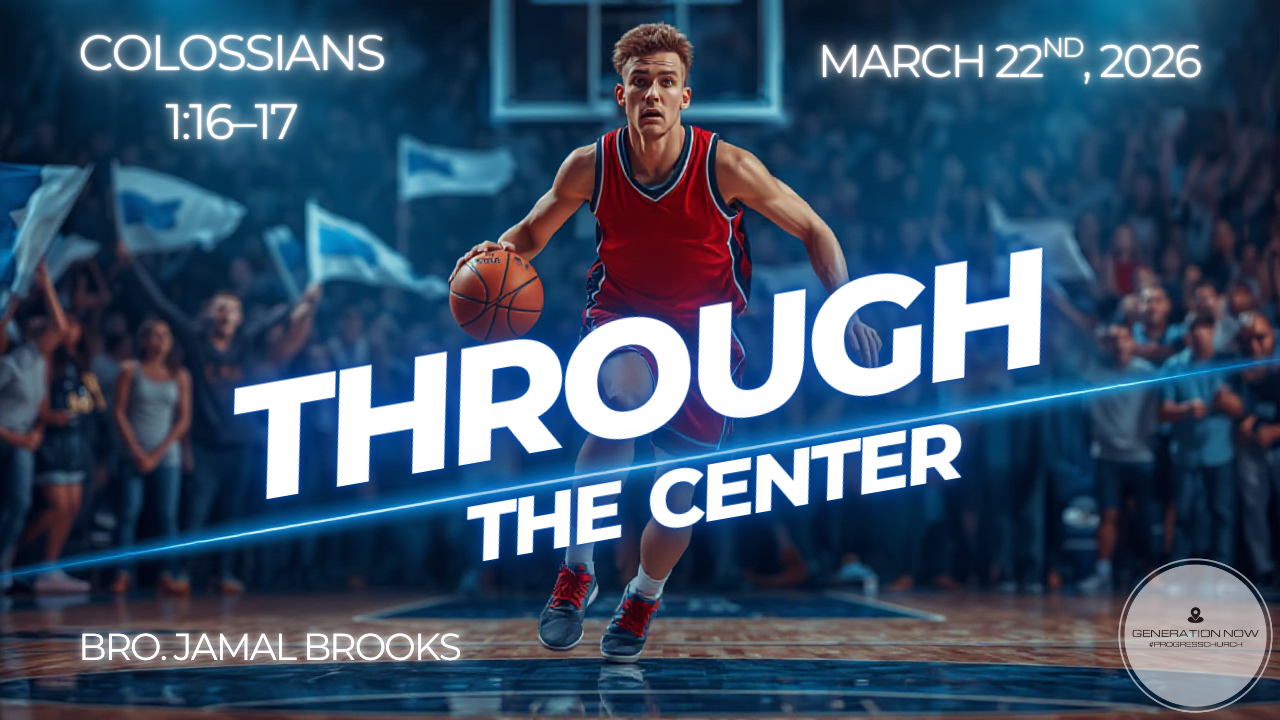 COLOSSIANS
1:16–17
MARCH 22ND, 2026
THROUGH
THE CENTER
BRO. JAMAL BROOKS
GENERATION NOW
#PROGRESSCHURCH